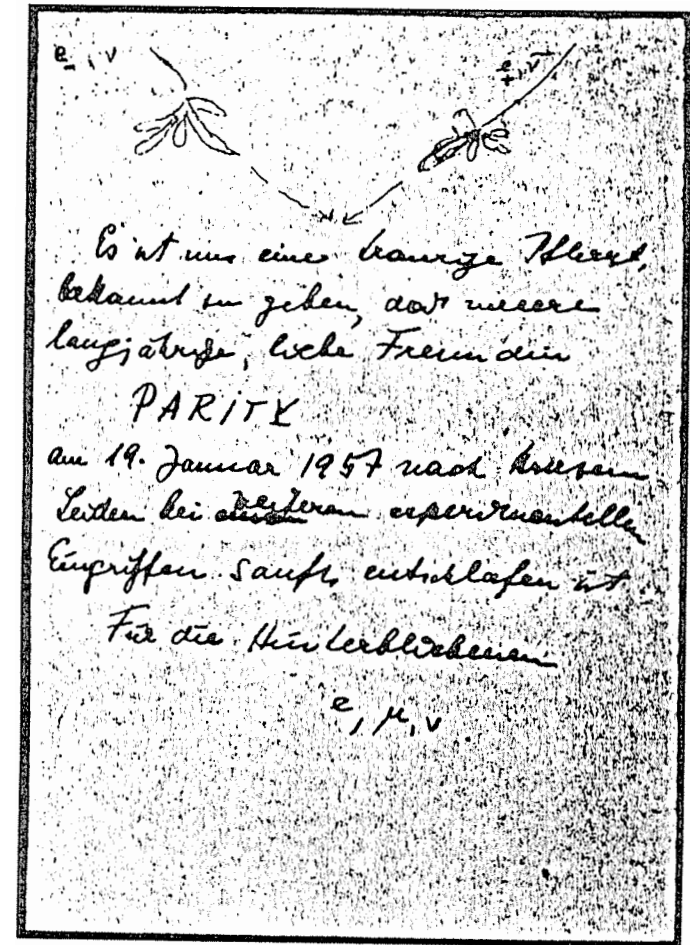 e₋, ν
e₊, ν̅
Es ist uns eine traurige Pflicht,
bekannt zu geben, daß unsere
langjährige, liebe Freundin
PARITY
am 19. Januar 1957 nach kurzem
Leiden bei weiteren experimentellen
Eingriffen sanft entschlafen ist.
Für die Hinterbliebenen
e, μ, ν